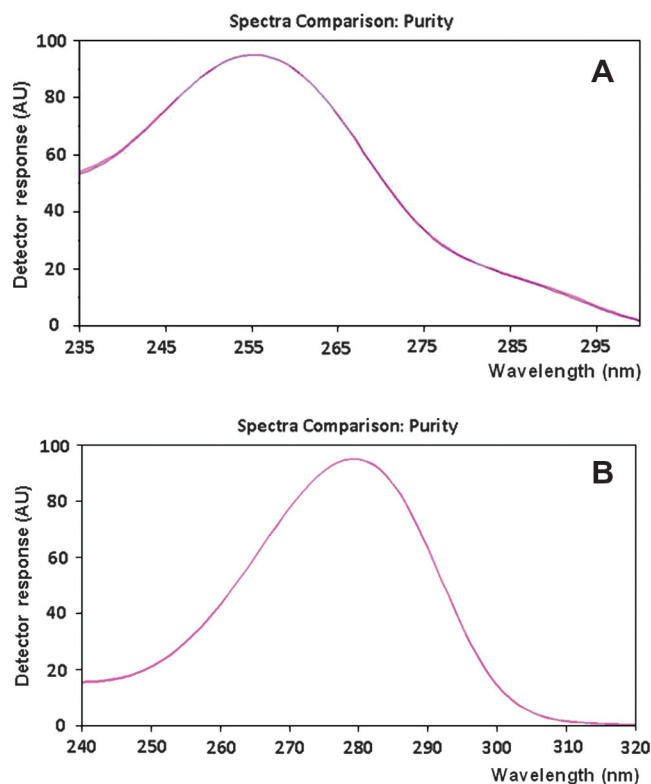 Spectra Comparison: Purity
A
Detector response (AU)
100
80
60
40
20
0
235 245 255 265 275 285 295
Wavelength (nm)
Spectra Comparison: Purity
B
Detector response (AU)
100
80
60
40
20
0
240 250 260 270 280 290 300 310 320
Wavelength (nm)